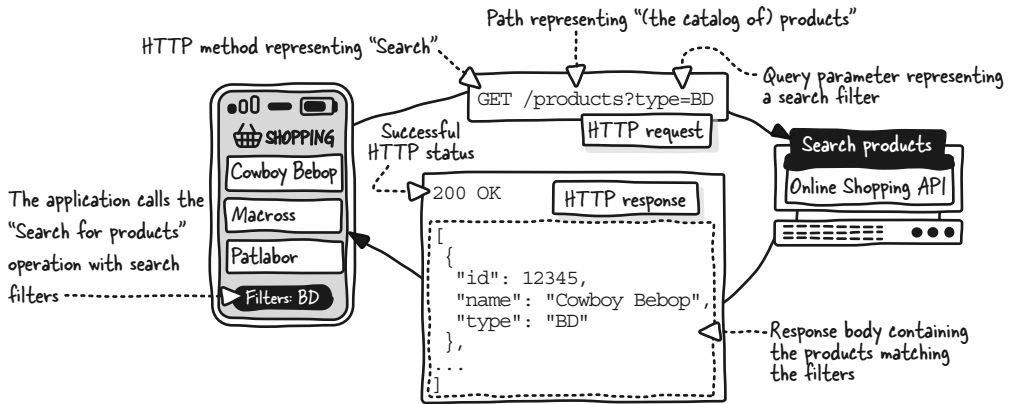 Path representing “(the catalog of) products”
HTTP method representing “Search”
Query parameter representing
a search filter
GET /products?type=BD
HTTP request
SHOPPING
Cowboy Bebop
Macross
Patlabor
Filters: BD
The application calls the
“Search for products”
operation with search
filters
Successful
HTTP status
Search products
Online Shopping API
200 OK
HTTP response
[
{
"id": 12345,
"name": "Cowboy Bebop",
"type": "BD"
},
...
]
Response body containing
the products matching
the filters